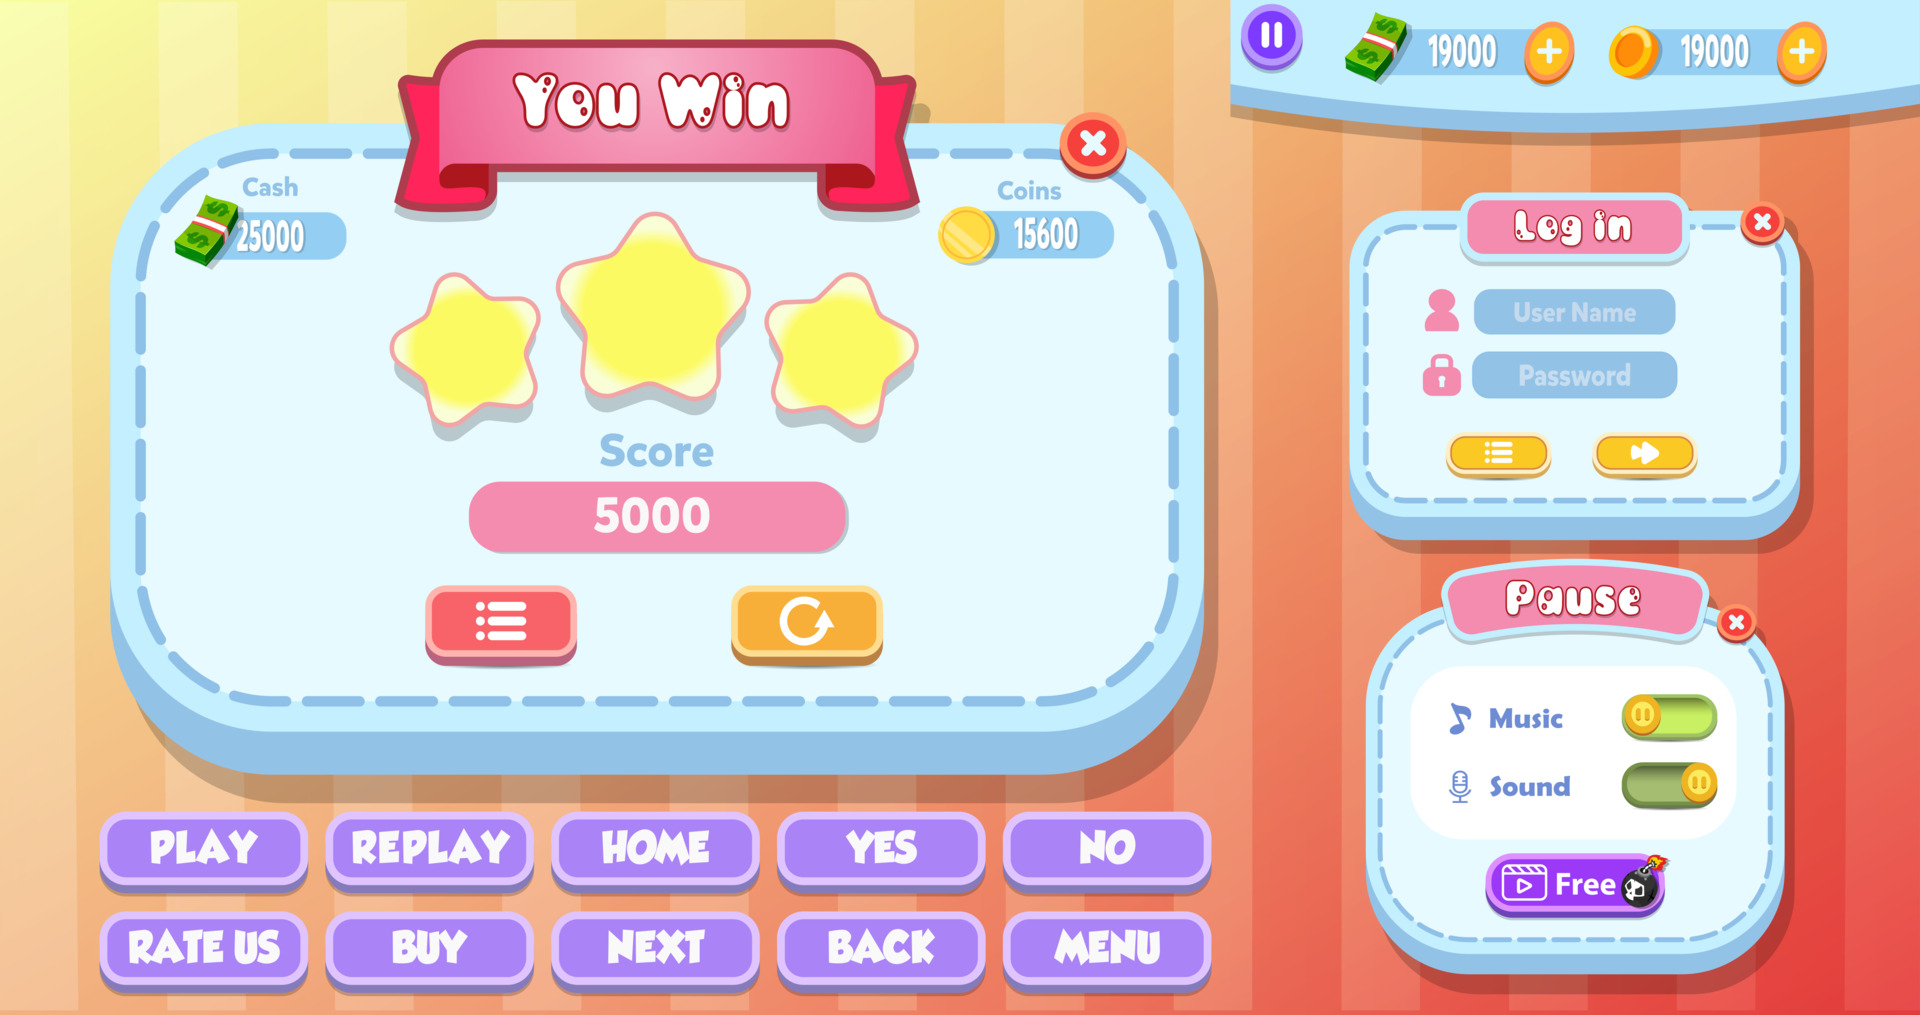 You Win
Cash
25000
Coins
15600
Score
5000
19000
19000
Log in
User Name
Password
Pause
Music
Sound
Free
PLAY
REPLAY
HOME
YES
NO
RATE US
BUY
NEXT
BACK
MENU